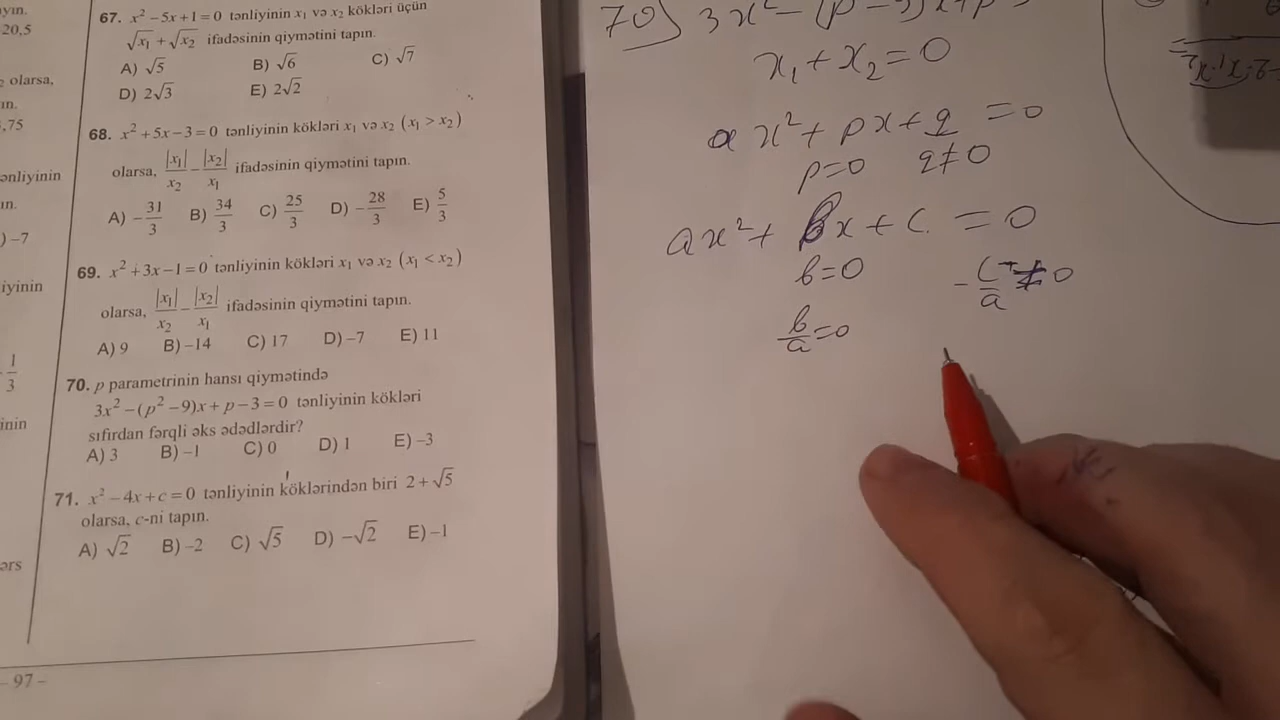 yın.
20,5
olarsa,
ın.
,75
ənliyinin
ın.
) –7
iyinin
1/3
inin
ərs
– 97 –
67. x² – 5x + 1 = 0 tənliyinin x₁ və x₂ kökləri üçün
√x₁ + √x₂ ifadəsinin qiymətini tapın.
A) √5 B) √6 C) √7
D) 2√3 E) 2√2
68. x² + 5x – 3 = 0 tənliyinin kökləri x₁ və x₂ (x₁ > x₂)
olarsa, |x₁|/x₂ – |x₂|/x₁ ifadəsinin qiymətini tapın.
A) –31/3 B) 34/3 C) 25/3 D) –28/3 E) 5/3
69. x² + 3x – 1 = 0 tənliyinin kökləri x₁ və x₂ (x₁ < x₂)
olarsa, |x₁|/x₂ – |x₂|/x₁ ifadəsinin qiymətini tapın.
A) 9 B) –14 C) 17 D) –7 E) 11
70. p parametrinin hansı qiymətində
3x² – (p² – 9)x + p – 3 = 0 tənliyinin kökləri
sıfırdan fərqli əks ədədlərdir?
A) 3 B) –1 C) 0 D) 1 E) –3
71. x² – 4x + c = 0 tənliyinin köklərindən biri 2 + √5
olarsa, c-ni tapın.
A) √2 B) –2 C) √5 D) –√2 E) –1
70) 3x² – (p – 9)x + p
x₁ + x₂ = 0
a x² + px + q = 0
p = 0 q ≠ 0
ax² + bx + c = 0
b = 0 – c/a ≠ 0
b/a = 0